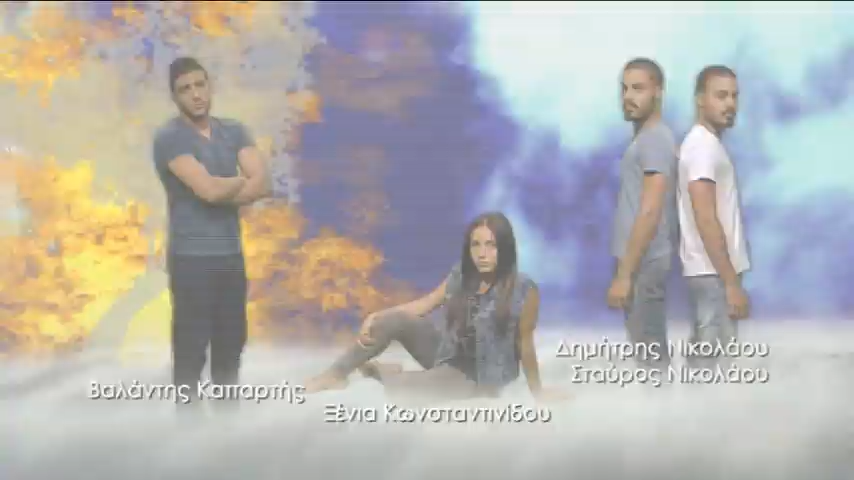 Δημήτρης Νικολάου
Σταύρος Νικολάου
Βαλάντης Καπαρτής
Ξένια Κωνσταντινίδου